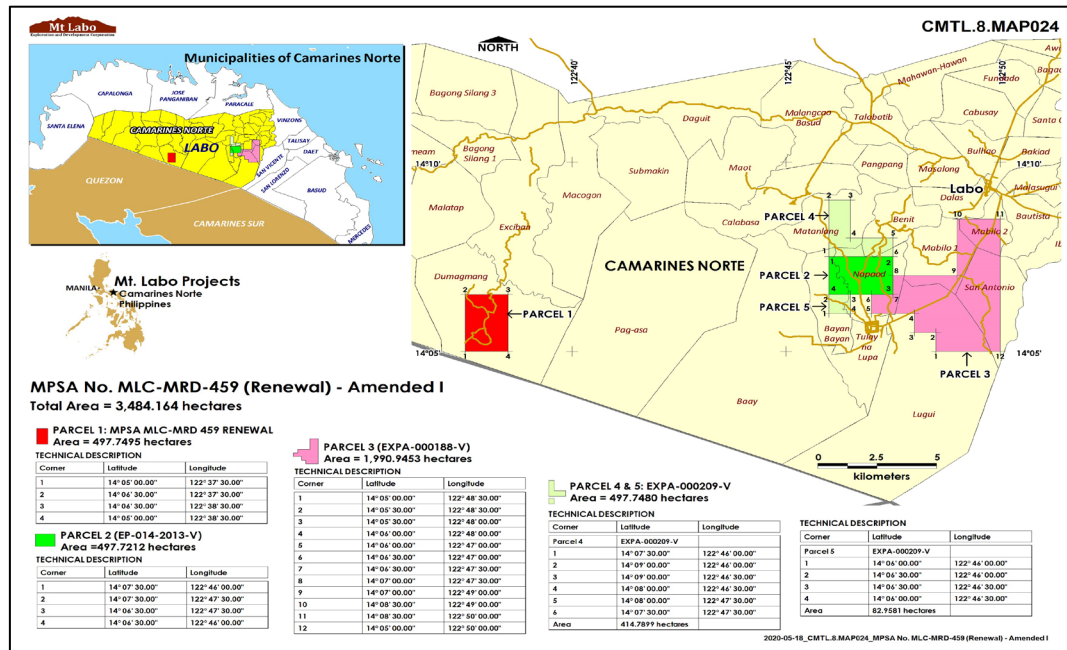 Mt Labo
Exploration and Development Corporation
CMTL.8.MAP024
Municipalities of Camarines Norte
CAPALONGA
JOSE
PANGANIBAN
PARACALE
SANTA ELENA
VINZONS
CAMARINES NORTE
LABO
TALISAY
DAET
SAN VICENTE
SAN LORENZO
BASUD
QUEZON
CAMARINES SUR
MERCEDES
MANILA
Mt. Labo Projects
Camarines Norte
Philippines
NORTH
122°40'
122°45'
122°50'
Bagong Silang 3
Daguit
Malangcao
Basud
Talobatib
Mahawan-Hawan
Fundado
Cabusay
Santa C
Awi
Bagac
meam
Bagong
Silang 1
14°10'
Submakin
Maot
Pangpang
Masalong
Bulhao
Bakiad
14°10'
Macogon
Malatap
Exciban
Labo
Dalas
Malasugui
Bautista
PARCEL 4
Calabasa
Matanlang
Benit
Mabilo 1
Mabilo 2
Dumagmang
CAMARINES NORTE
PARCEL 2
Napaod
San Antonio
PARCEL 1
PARCEL 5
Pag-asa
Bayan
Bayan
Tulay
na
Lupa
14°05'
14°05'
PARCEL 3
Baay
Lugui
0 2.5 5
kilometers
MPSA No. MLC-MRD-459 (Renewal) - Amended I
Total Area = 3,484.164 hectares
PARCEL 1: MPSA MLC-MRD 459 RENEWAL
Area = 497.7495 hectares
TECHNICAL DESCRIPTION
Corner Latitude Longitude
1 14° 05' 00.00" 122° 37' 30.00"
2 14° 06' 30.00" 122° 37' 30.00"
3 14° 06' 30.00" 122° 38' 30.00"
4 14° 05' 00.00" 122° 38' 30.00"
PARCEL 2 (EP-014-2013-V)
Area =497.7212 hectares
TECHNICAL DESCRIPTION
Corner Latitude Longitude
1 14° 07' 30.00" 122° 46' 00.00"
2 14° 07' 30.00" 122° 47' 30.00"
3 14° 06' 30.00" 122° 47' 30.00"
4 14° 06' 30.00" 122° 46' 00.00"
PARCEL 3 (EXPA-000188-V)
Area = 1,990.9453 hectares
TECHNICAL DESCRIPTION
Corner Latitude Longitude
1 14° 05' 00.00" 122° 48' 30.00"
2 14° 05' 30.00" 122° 48' 30.00"
3 14° 05' 30.00" 122° 48' 00.00"
4 14° 06' 00.00" 122° 48' 00.00"
5 14° 06' 00.00" 122° 47' 00.00"
6 14° 06' 30.00" 122° 47' 00.00"
7 14° 06' 30.00" 122° 47' 30.00"
8 14° 07' 00.00" 122° 47' 30.00"
9 14° 07' 00.00" 122° 49' 00.00"
10 14° 08' 30.00" 122° 49' 00.00"
11 14° 08' 30.00" 122° 50' 00.00"
12 14° 05' 00.00" 122° 50' 00.00"
PARCEL 4 & 5: EXPA-000209-V
Area = 497.7480 hectares
TECHNICAL DESCRIPTION
Corner Latitude Longitude
Parcel 4 EXPA-000209-V
1 14° 07' 30.00" 122° 46' 00.00"
2 14° 09' 00.00" 122° 46' 00.00"
3 14° 09' 00.00" 122° 46' 30.00"
4 14° 08' 00.00" 122° 46' 30.00"
5 14° 08' 00.00" 122° 47' 30.00"
6 14° 07' 30.00" 122° 47' 30.00"
Area 414.7899 hectares
TECHNICAL DESCRIPTION
Corner Latitude Longitude
Parcel 5 EXPA-000209-V
1 14° 06' 00.00" 122° 46' 00.00"
2 14° 06' 30.00" 122° 46' 00.00"
3 14° 06' 30.00" 122° 46' 30.00"
4 14° 06' 00.00" 122° 46' 30.00"
Area 82.9581 hectares
2020-05-18_CMTL.8.MAP024_MPSA No. MLC-MRD-459 (Renewal) - Amended I